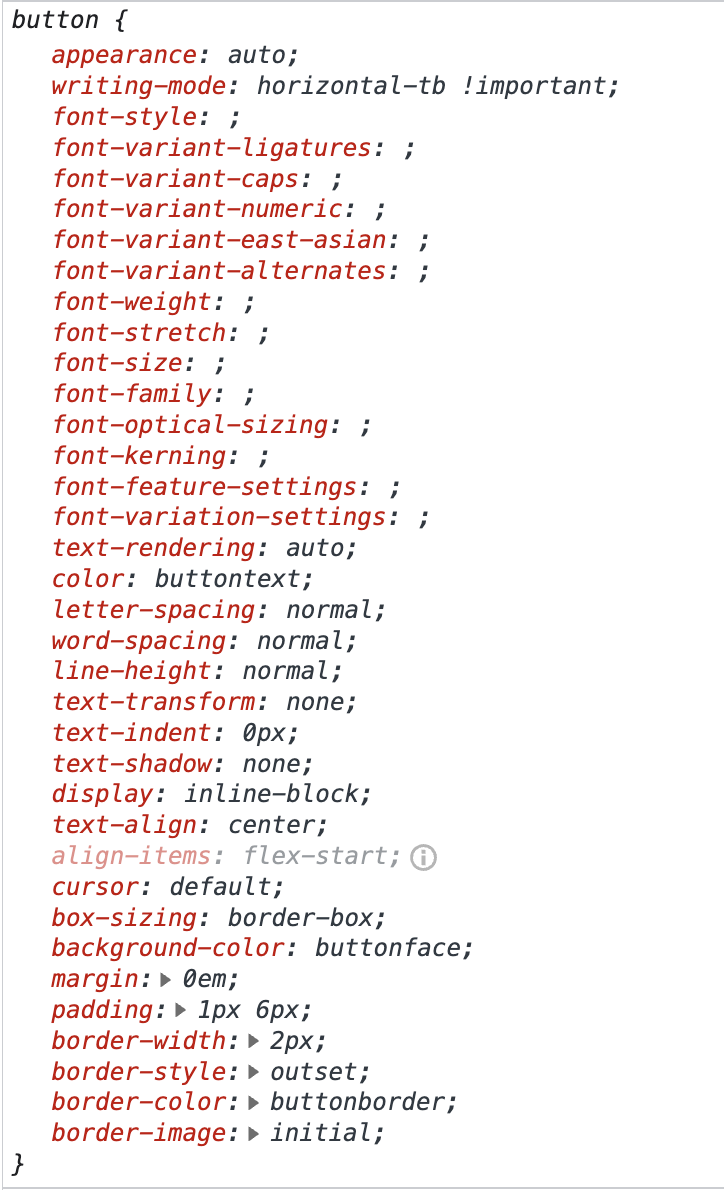 button {
appearance: auto;
writing-mode: horizontal-tb !important;
font-style: ;
font-variant-ligatures: ;
font-variant-caps: ;
font-variant-numeric: ;
font-variant-east-asian: ;
font-variant-alternates: ;
font-weight: ;
font-stretch: ;
font-size: ;
font-family: ;
font-optical-sizing: ;
font-kerning: ;
font-feature-settings: ;
font-variation-settings: ;
text-rendering: auto;
color: buttontext;
letter-spacing: normal;
word-spacing: normal;
line-height: normal;
text-transform: none;
text-indent: 0px;
text-shadow: none;
display: inline-block;
text-align: center;
align-items: flex-start;
cursor: default;
box-sizing: border-box;
background-color: buttonface;
margin: 0em;
padding: 1px 6px;
border-width: 2px;
border-style: outset;
border-color: buttonborder;
border-image: initial;
}